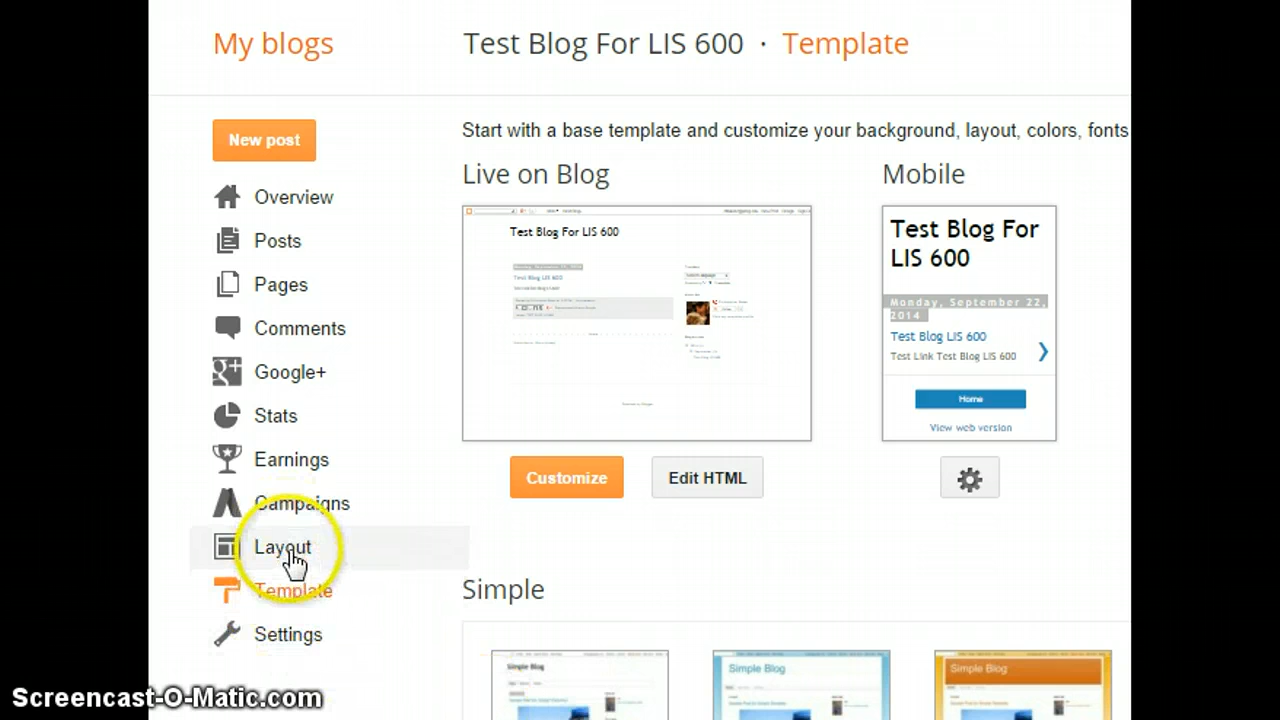 My blogs
Test Blog For LIS 600 · Template
New post
Overview
Posts
Pages
Comments
Google+
Stats
Earnings
Campaigns
Layout
Template
Settings
Start with a base template and customize your background, layout, colors, fonts
Live on Blog
Test Blog For LIS 600
Test Blog LIS 600
Customize
Edit HTML
Mobile
Test Blog For
LIS 600
Monday, September 22,
2014
Test Blog LIS 600
Test Link Test Blog LIS 600
Home
View web version
Simple
Simple Blog
Simple Blog
Simple Blog
Screencast-O-Matic.com